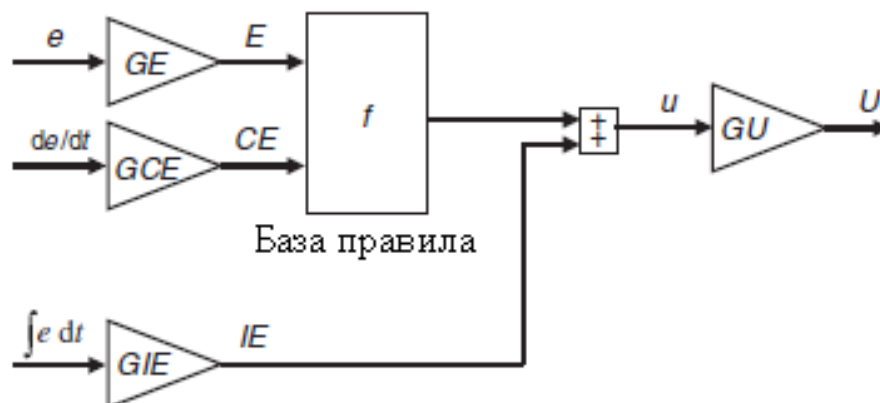 e GE E
f
de/dt GCE CE
+
+
u GU U
База правила
∫e dt GIE IE